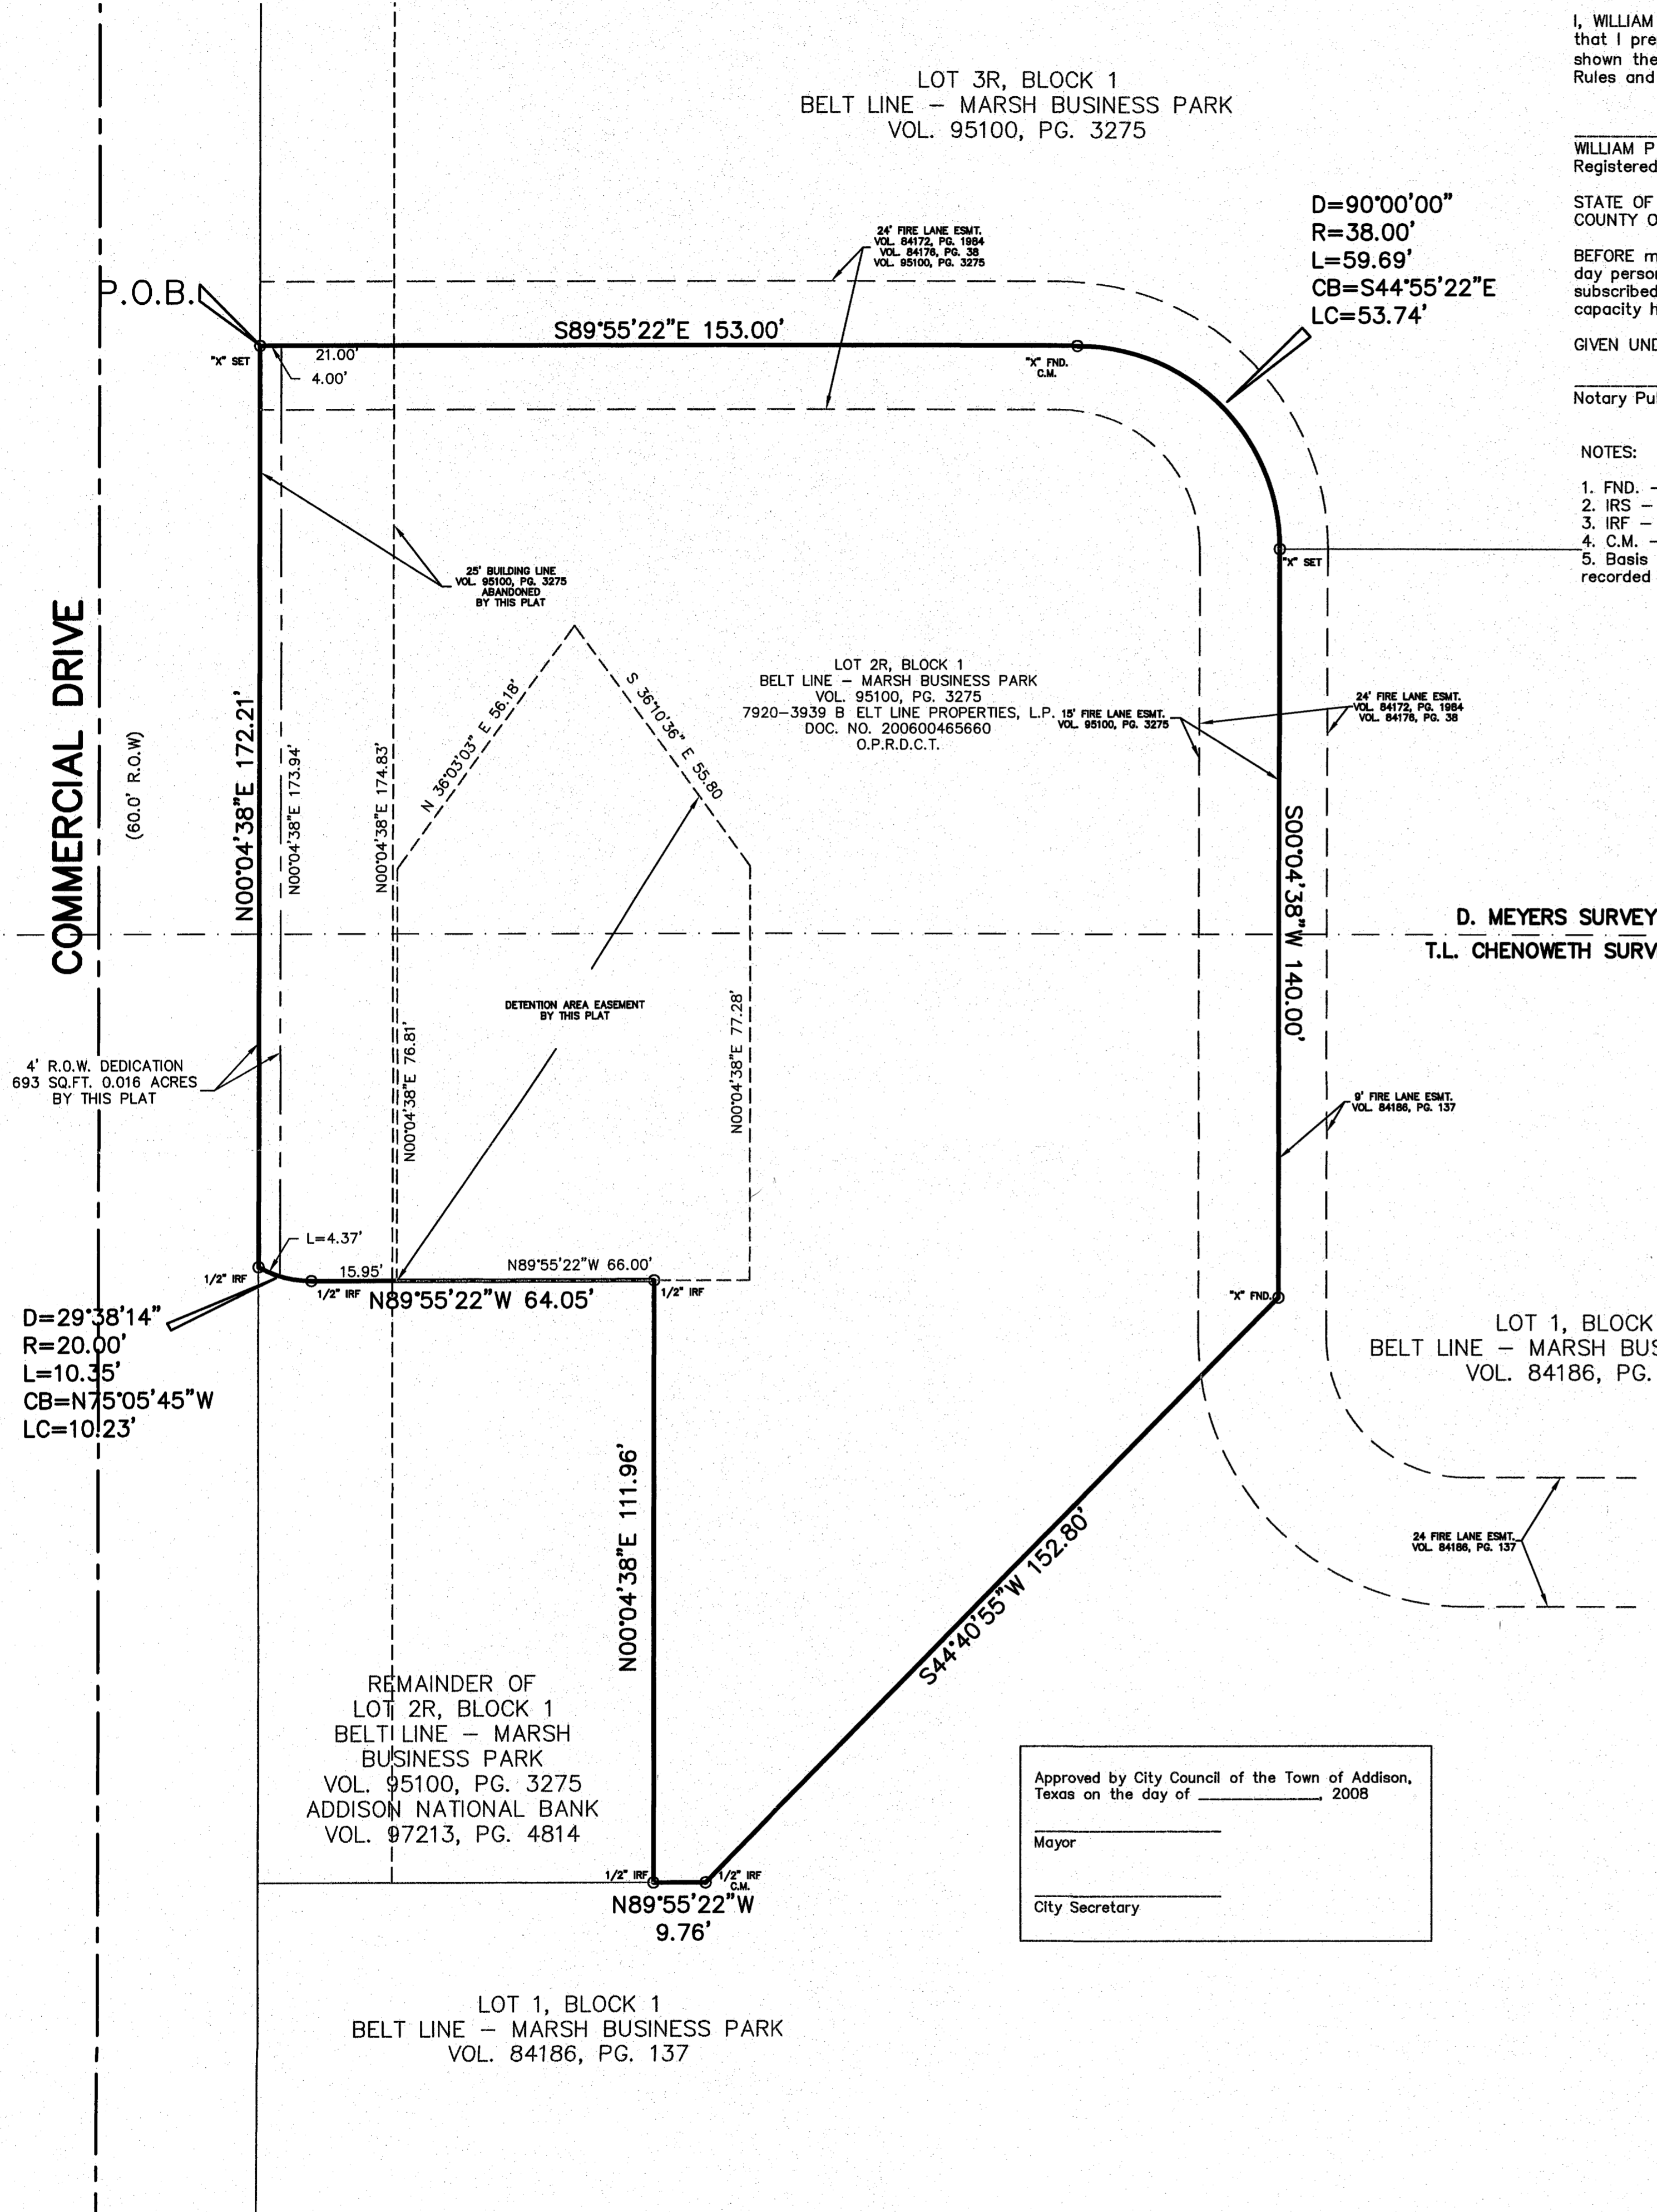 I, WILLIAM
that I pre
shown the
Rules and
WILLIAM P
Registered
STATE OF
COUNTY O
BEFORE m
day person
subscribed
capacity h
GIVEN UND
Notary Pu
NOTES:
1. FND. –
2. IRS –
3. IRF –
4. C.M. –
5. Basis
recorded
LOT 3R, BLOCK 1
BELT LINE – MARSH BUSINESS PARK
VOL. 95100, PG. 3275
D=90°00'00"
R=38.00'
L=59.69'
CB=S44°55'22"E
LC=53.74'
24' FIRE LANE ESMT.
VOL. 84172, PG. 1984
VOL. 84176, PG. 38
VOL. 95100, PG. 3275
P.O.B.
S89°55'22"E 153.00'
"X" SET
21.00'
4.00'
"X" FND.
C.M.
"X" SET
25' BUILDING LINE
VOL. 95100, PG. 3275
ABANDONED
BY THIS PLAT
COMMERCIAL DRIVE
(60.0' R.O.W)
N00°04'38"E 172.21'
N00°04'38"E 173.94'
N00°04'38"E 174.83'
N 36°03'03" E 56.18'
S 36°10'36" E 55.80
LOT 2R, BLOCK 1
BELT LINE – MARSH BUSINESS PARK
VOL. 95100, PG. 3275
7920–3939 B ELT LINE PROPERTIES, L.P.
DOC. NO. 200600465660
O.P.R.D.C.T.
15' FIRE LANE ESMT.
VOL. 95100, PG. 3275
24' FIRE LANE ESMT.
VOL. 84172, PG. 1984
VOL. 84176, PG. 38
S00°04'38"W 140.00'
D. MEYERS SURVEY
T.L. CHENOWETH SURV
DETENTION AREA EASEMENT
BY THIS PLAT
N00°04'38"E 76.81'
N00°04'38"E 77.28'
4' R.O.W. DEDICATION
693 SQ.FT. 0.016 ACRES
BY THIS PLAT
9' FIRE LANE ESMT.
VOL. 84186, PG. 137
L=4.37'
1/2" IRF
15.95'
N89°55'22"W 66.00'
1/2" IRF
N89°55'22"W 64.05'
1/2" IRF
"X" FND.
D=29°38'14"
R=20.00'
L=10.35'
CB=N75°05'45"W
LC=10.23'
LOT 1, BLOCK
BELT LINE – MARSH BUS
VOL. 84186, PG.
N00°04'38"E 111.96'
S44°40'55"W 152.80'
24 FIRE LANE ESMT.
VOL. 84186, PG. 137
REMAINDER OF
LOT 2R, BLOCK 1
BELT LINE – MARSH
BUSINESS PARK
VOL. 95100, PG. 3275
ADDISON NATIONAL BANK
VOL. 97213, PG. 4814
Approved by City Council of the Town of Addison,
Texas on the day of ______________, 2008
Mayor
City Secretary
1/2" IRF
1/2" IRF
C.M.
N89°55'22"W
9.76'
LOT 1, BLOCK 1
BELT LINE – MARSH BUSINESS PARK
VOL. 84186, PG. 137